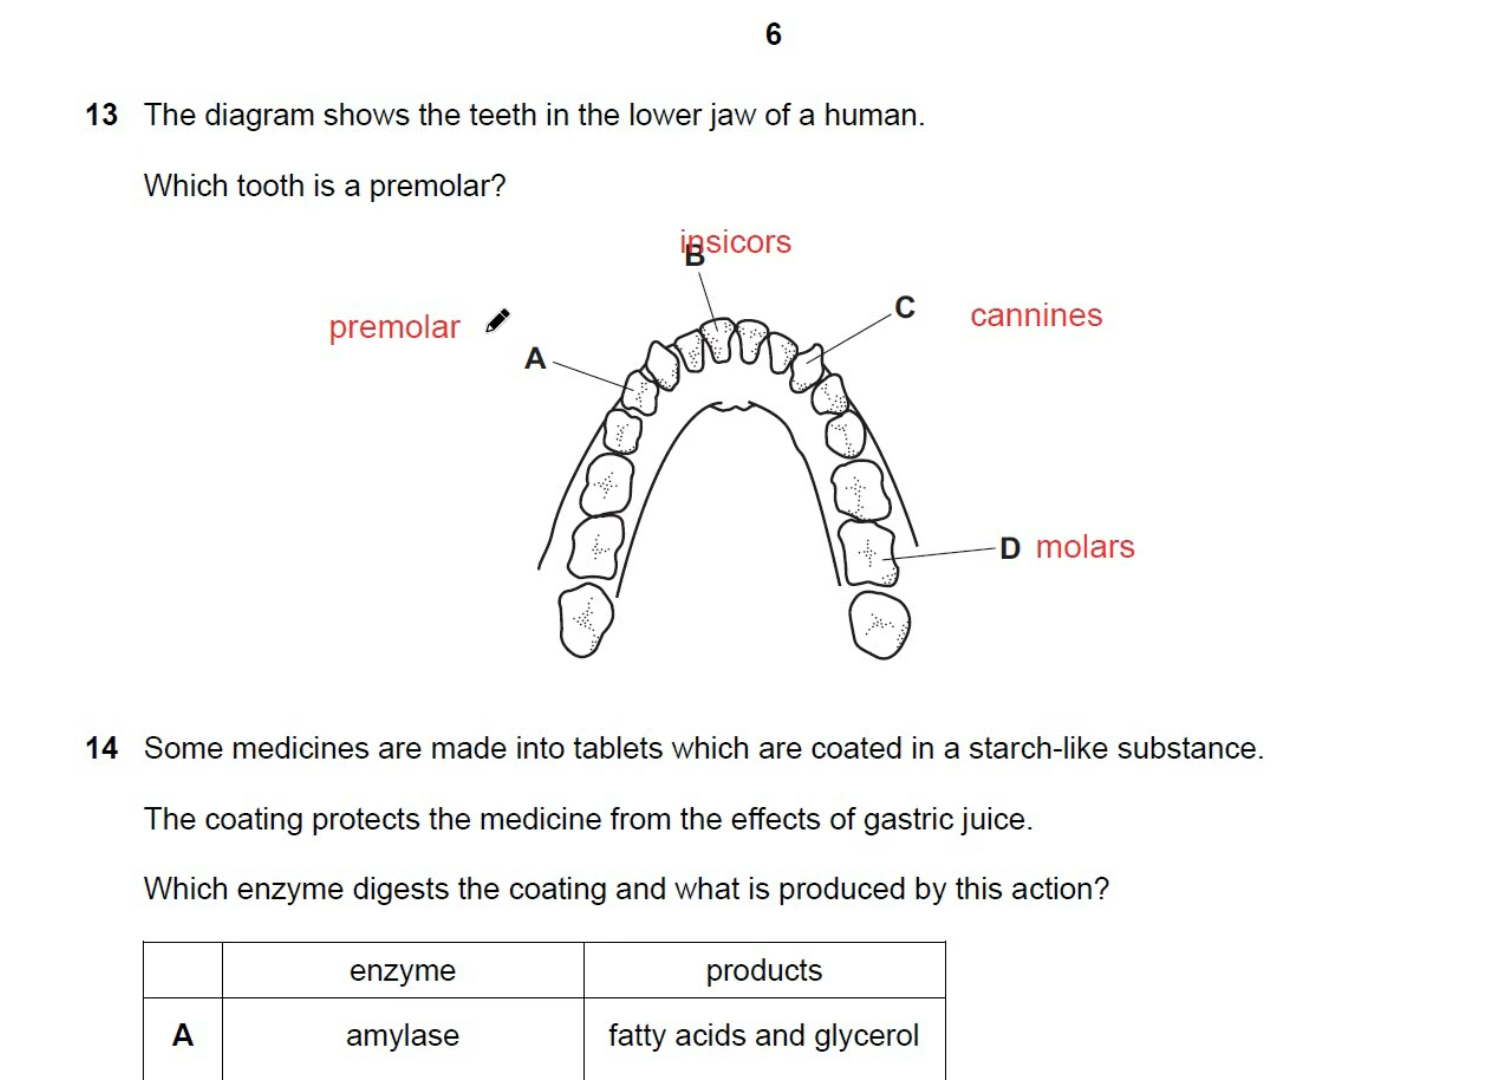 6
13 The diagram shows the teeth in the lower jaw of a human.
Which tooth is a premolar?
insicors
B
C cannines
premolar
A
D molars
14 Some medicines are made into tablets which are coated in a starch-like substance.
The coating protects the medicine from the effects of gastric juice.
Which enzyme digests the coating and what is produced by this action?
enzyme products
A amylase fatty acids and glycerol